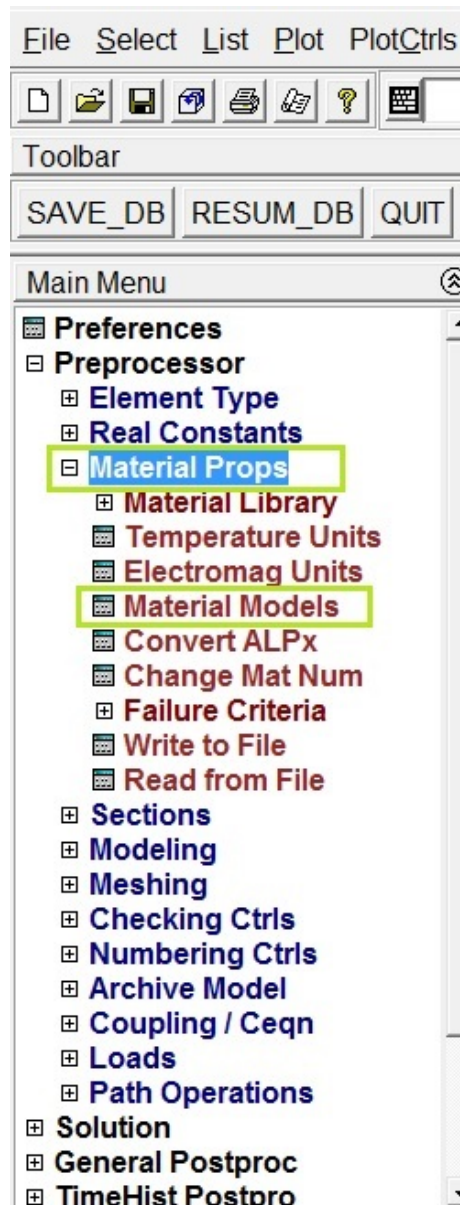 File Select List Plot PlotCtrls
Toolbar
SAVE_DB RESUM_DB QUIT
Main Menu
Preferences
Preprocessor
Element Type
Real Constants
Material Props
Material Library
Temperature Units
Electromag Units
Material Models
Convert ALPx
Change Mat Num
Failure Criteria
Write to File
Read from File
Sections
Modeling
Meshing
Checking Ctrls
Numbering Ctrls
Archive Model
Coupling / Ceqn
Loads
Path Operations
Solution
General Postproc
TimeHist Postpro